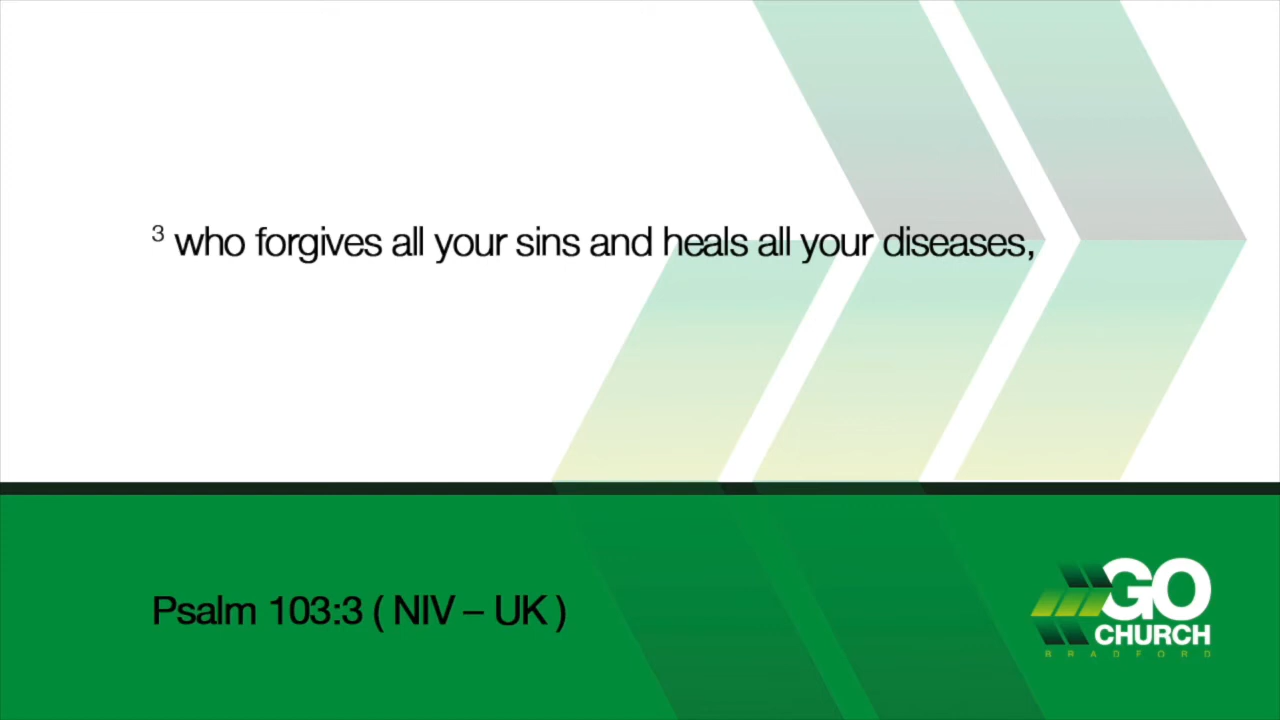 ³ who forgives all your sins and heals all your diseases,
Psalm 103:3 ( NIV – UK )
GO
CHURCH
BRADFORD